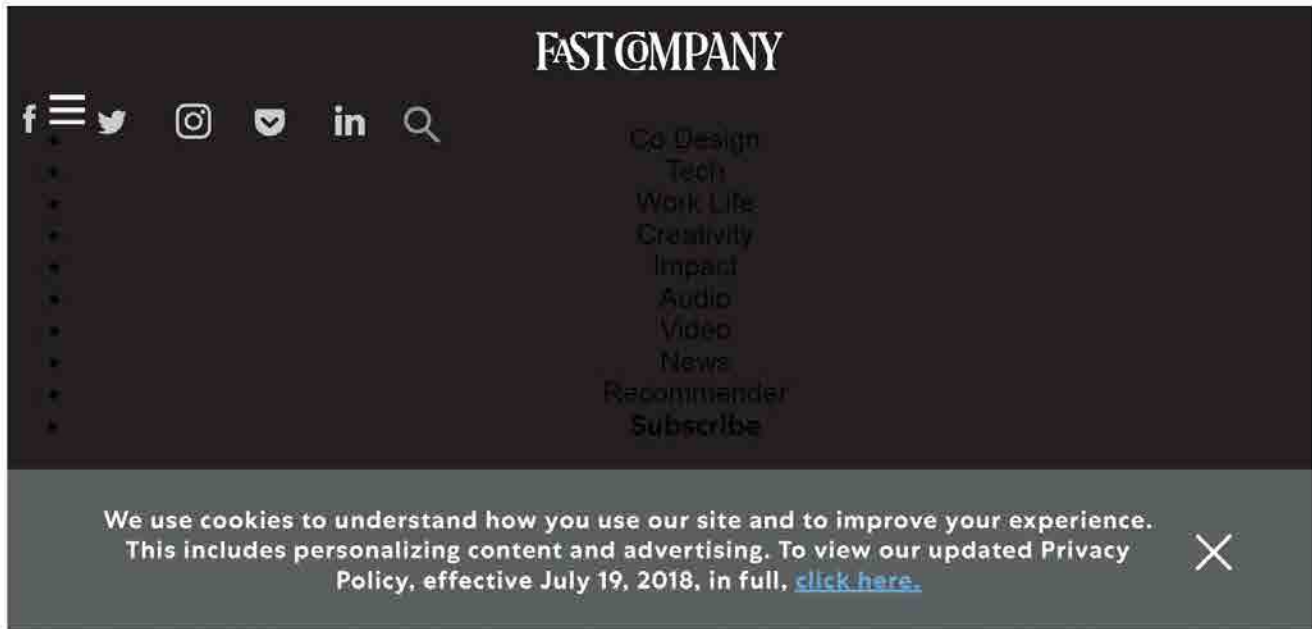 FAST COMPANY
Co Design
Tech
Work Life
Creativity
Impact
Audio
Video
News
Recommender
Subscribe
We use cookies to understand how you use our site and to improve your experience.
This includes personalizing content and advertising. To view our updated Privacy
Policy, effective July 19, 2018, in full, click here.